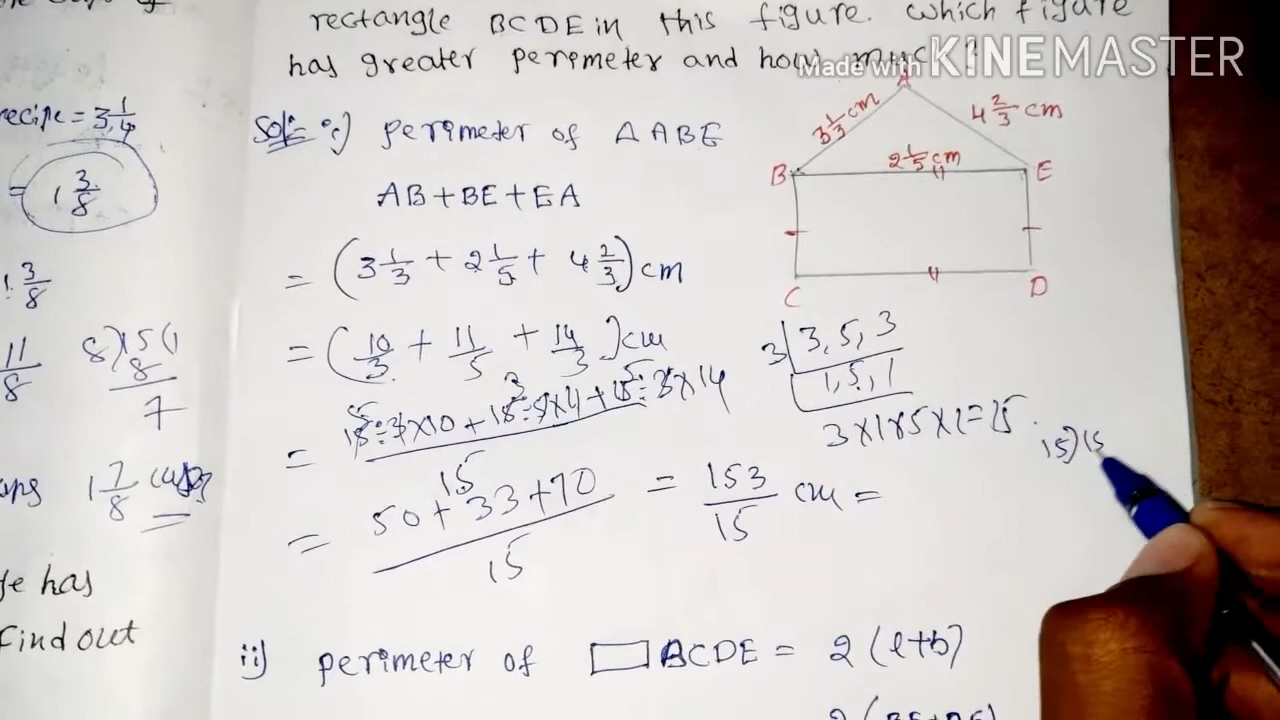 rectangle BCDE in this figure. which figure
has greater perimeter and how
Made with KINEMASTER
recipe = 3 1/4
= 1 3/8
1 3/8
11/8 8)15(1
8
7
ans 1 7/8 cups
fe has
Find out
Sol: i) perimeter of △ABE
AB+BE+EA
= (3 1/3 + 2 1/5 + 4 2/3) cm
= (10/3 + 11/5 + 14/3) cm
=
15
= 50+33+70 / 15 = 153/15 cm =
A
3 1/3 cm 4 2/3 cm
B 2 1/5 cm E
C D
3 | 3, 5, 3
1, 5, 1
3×1×5×1=15
15)15
ii) perimeter of ▭ BCDE = 2(l+b)